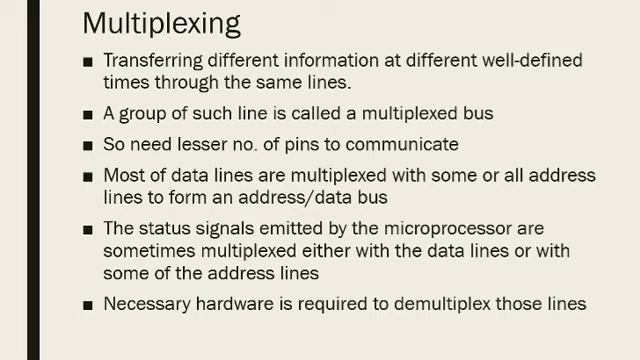 Multiplexing
■ Transferring different information at different well-defined
times through the same lines.
■ A group of such line is called a multiplexed bus
■ So need lesser no. of pins to communicate
■ Most of data lines are multiplexed with some or all address
lines to form an address/data bus
■ The status signals emitted by the microprocessor are
sometimes multiplexed either with the data lines or with
some of the address lines
■ Necessary hardware is required to demultiplex those lines